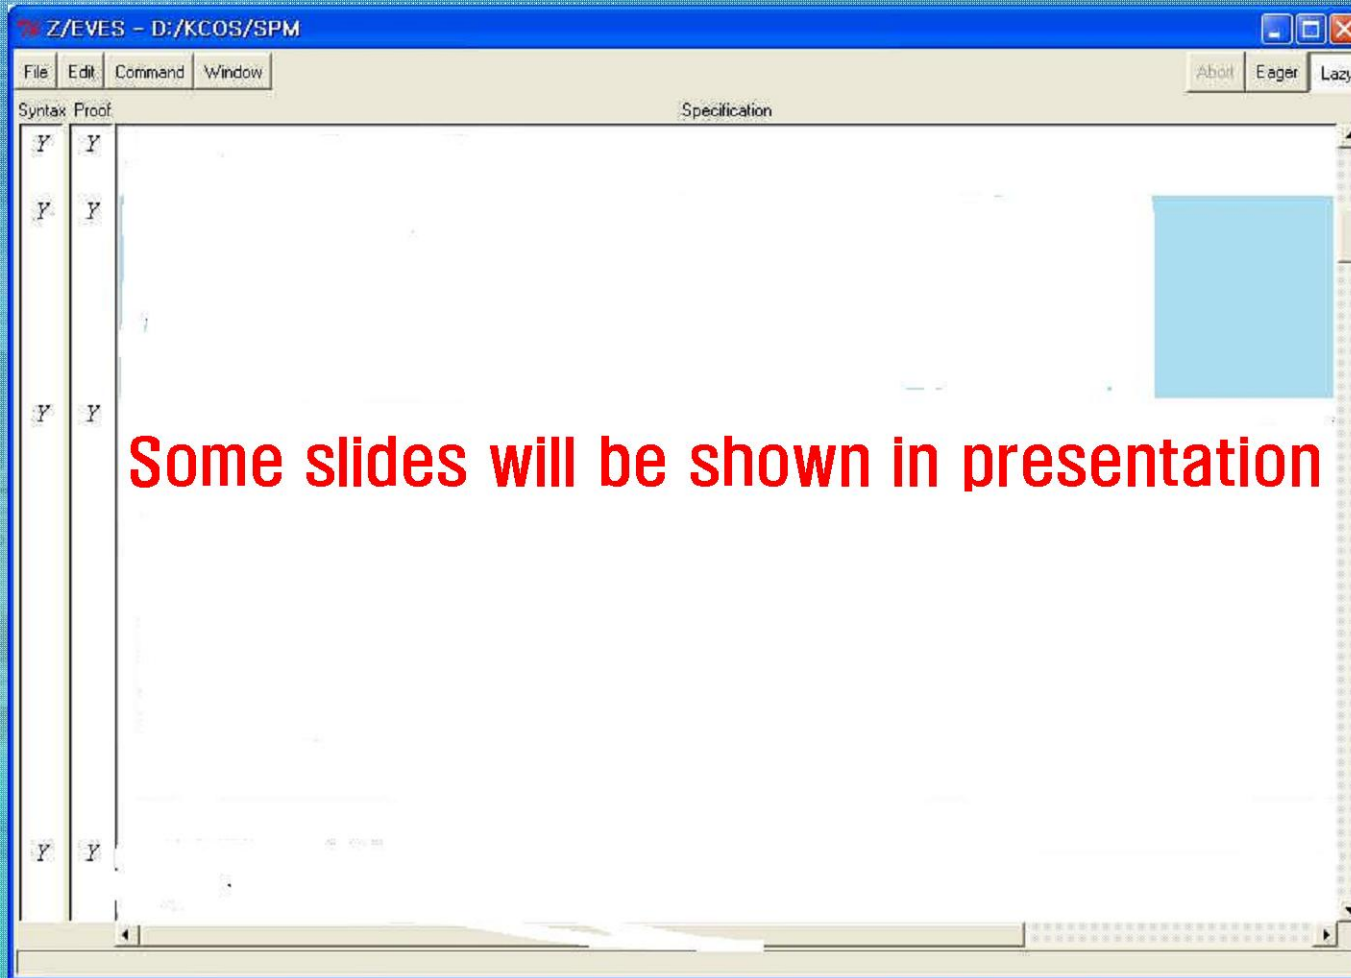 Z/EVES - D:/KCOS/SPM
File Edit Command Window Abort Eager Lazy
Syntax Proof Specification
Y Y
Y Y
Y Y
Some slides will be shown in presentation
Y Y